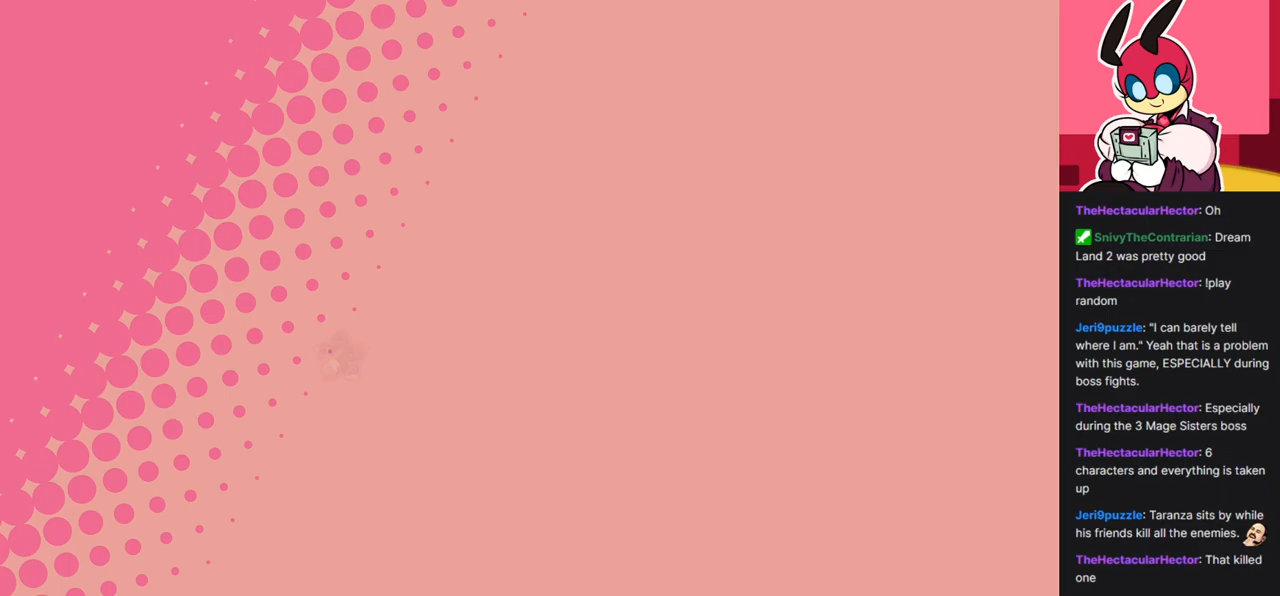 TheHectacularHector: Oh
SnivyTheContrarian: Dream
Land 2 was pretty good
TheHectacularHector: !play
random
Jeri9puzzle: "I can barely tell
where I am." Yeah that is a problem
with this game, ESPECIALLY during
boss fights.
TheHectacularHector: Especially
during the 3 Mage Sisters boss
TheHectacularHector: 6
characters and everything is taken
up
Jeri9puzzle: Taranza sits by while
his friends kill all the enemies.
TheHectacularHector: That killed
one